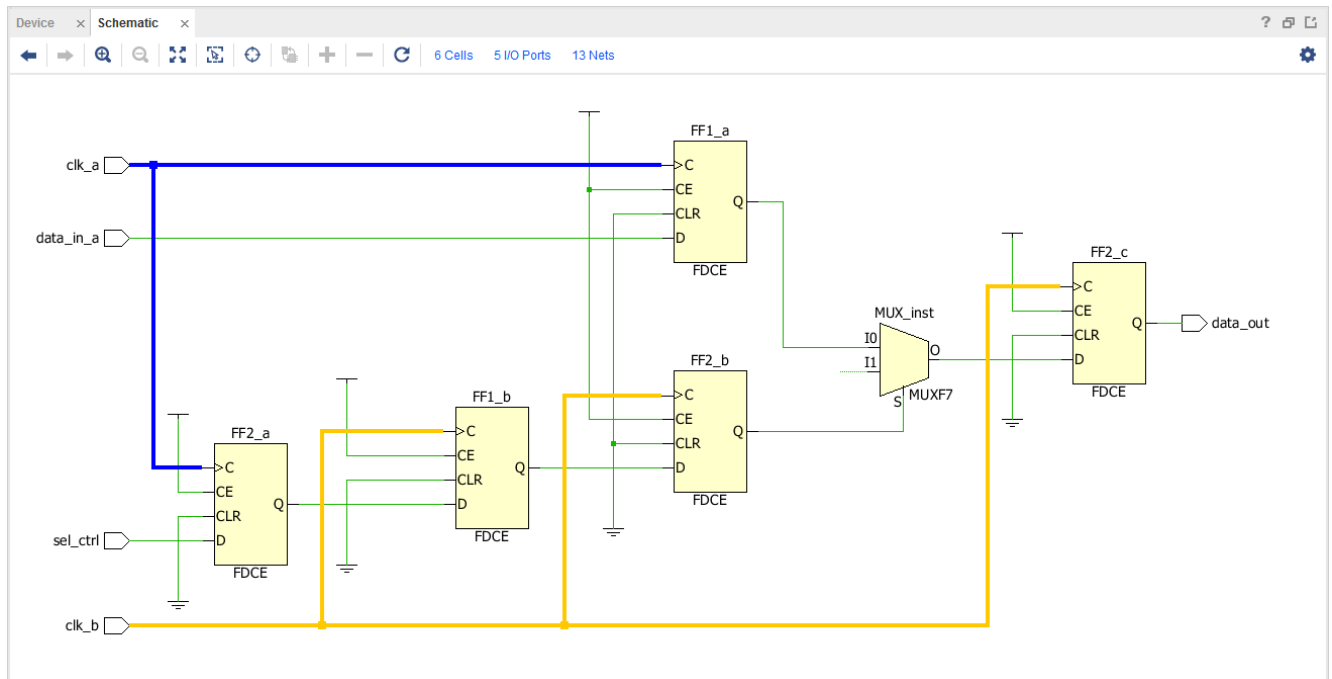 Device × Schematic ×
?
6 Cells 5 I/O Ports 13 Nets
FF1_a
clk_a
C
CE
CLR
Q
data_in_a
D
FDCE
FF2_c
C
CE
CLR
Q
data_out
D
FDCE
MUX_inst
I0
O
I1
S
MUXF7
FF2_b
C
CE
CLR
Q
D
FDCE
FF1_b
C
CE
Q
CLR
D
FDCE
FF2_a
C
CE
Q
CLR
sel_ctrl
D
FDCE
clk_b